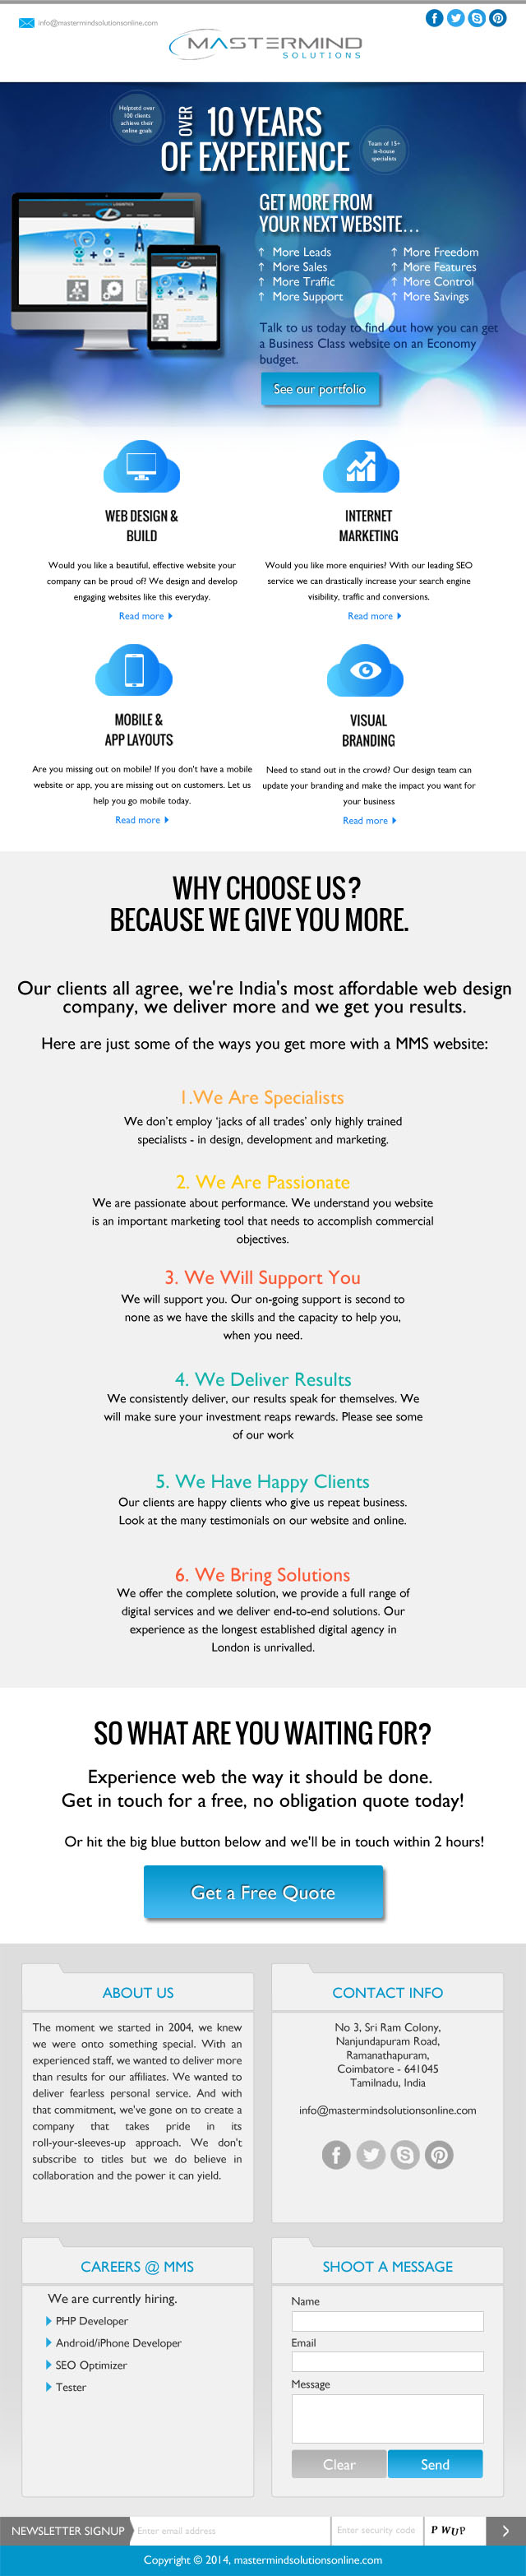 info@mastermindsolutionsonline.com
MASTERMIND
SOLUTIONS
Helpted over
100 clients
achieve their
online goals
OVER
10 YEARS
OF EXPERIENCE
Team of 15+
in-house
specialists
GET MORE FROM
YOUR NEXT WEBSITE...
↑ More Leads
↑ More Sales
↑ More Traffic
↑ More Support
↑ More Freedom
↑ More Features
↑ More Control
↑ More Savings
Talk to us today to find out how you can get
a Business Class website on an Economy
budget.
See our portfolio
WEB DESIGN &
BUILD
Would you like a beautiful, effective website your
company can be proud of? We design and develop
engaging websites like this everyday.
Read more
INTERNET
MARKETING
Would you like more enquiries? With our leading SEO
service we can drastically increase your search engine
visibility, traffic and conversions.
Read more
MOBILE &
APP LAYOUTS
Are you missing out on mobile? If you don't have a mobile
website or app, you are missing out on customers. Let us
help you go mobile today.
Read more
VISUAL
BRANDING
Need to stand out in the crowd? Our design team can
update your branding and make the impact you want for
your business
Read more
WHY CHOOSE US?
BECAUSE WE GIVE YOU MORE.
Our clients all agree, we're India's most affordable web design
company, we deliver more and we get you results.
Here are just some of the ways you get more with a MMS website:
1.We Are Specialists
We don't employ 'jacks of all trades' only highly trained
specialists - in design, development and marketing.
2. We Are Passionate
We are passionate about performance. We understand you website
is an important marketing tool that needs to accomplish commercial
objectives.
3. We Will Support You
We will support you. Our on-going support is second to
none as we have the skills and the capacity to help you,
when you need.
4. We Deliver Results
We consistently deliver, our results speak for themselves. We
will make sure your investment reaps rewards. Please see some
of our work
5. We Have Happy Clients
Our clients are happy clients who give us repeat business.
Look at the many testimonials on our website and online.
6. We Bring Solutions
We offer the complete solution, we provide a full range of
digital services and we deliver end-to-end solutions. Our
experience as the longest established digital agency in
London is unrivalled.
SO WHAT ARE YOU WAITING FOR?
Experience web the way it should be done.
Get in touch for a free, no obligation quote today!
Or hit the big blue button below and we'll be in touch within 2 hours!
Get a Free Quote
ABOUT US
The moment we started in 2004, we knew
we were onto something special. With an
experienced staff, we wanted to deliver more
than results for our affiliates. We wanted to
deliver fearless personal service. And with
that commitment, we've gone on to create a
company that takes pride in its
roll-your-sleeves-up approach. We don't
subscribe to titles but we do believe in
collaboration and the power it can yield.
CONTACT INFO
No 3, Sri Ram Colony,
Nanjundapuram Road,
Ramanathapuram,
Coimbatore - 641045
Tamilnadu, India
info@mastermindsolutionsonline.com
CAREERS @ MMS
We are currently hiring.
PHP Developer
Android/iPhone Developer
SEO Optimizer
Tester
SHOOT A MESSAGE
Name
Email
Message
Clear
Send
NEWSLETTER SIGNUP
Enter email address
Enter security code
P WUP
Copyright © 2014, mastermindsolutionsonline.com